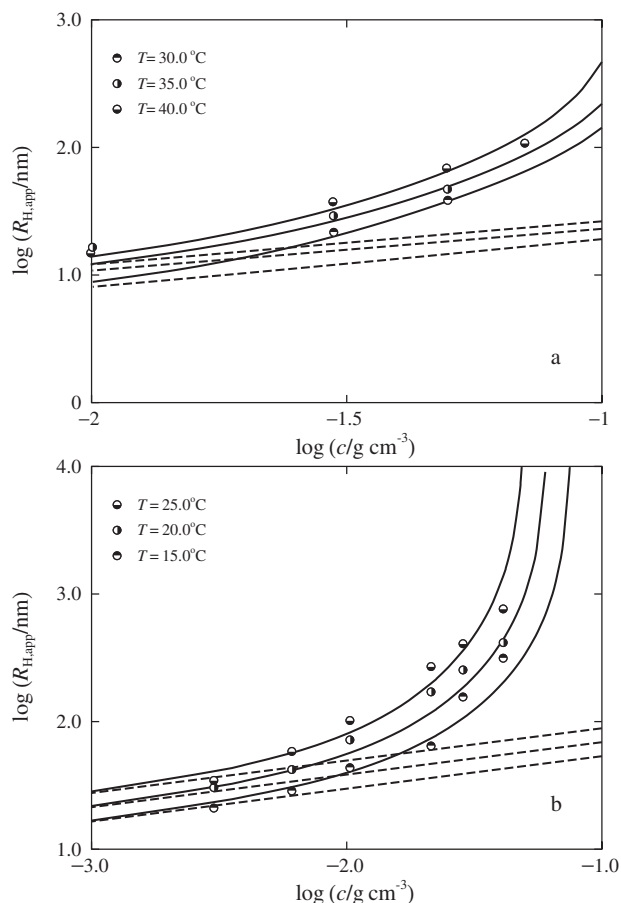 3.0
T = 30.0 °C
T = 35.0 °C
T = 40.0 °C
2.0
log (R_H,app/nm)
1.0
a
0
−2
−1.5
−1
log (c/g cm⁻³)
4.0
T = 25.0°C
T = 20.0°C
T = 15.0°C
3.0
log (R_H,app/nm)
2.0
b
1.0
−3.0
−2.0
−1.0
log (c/g cm⁻³)